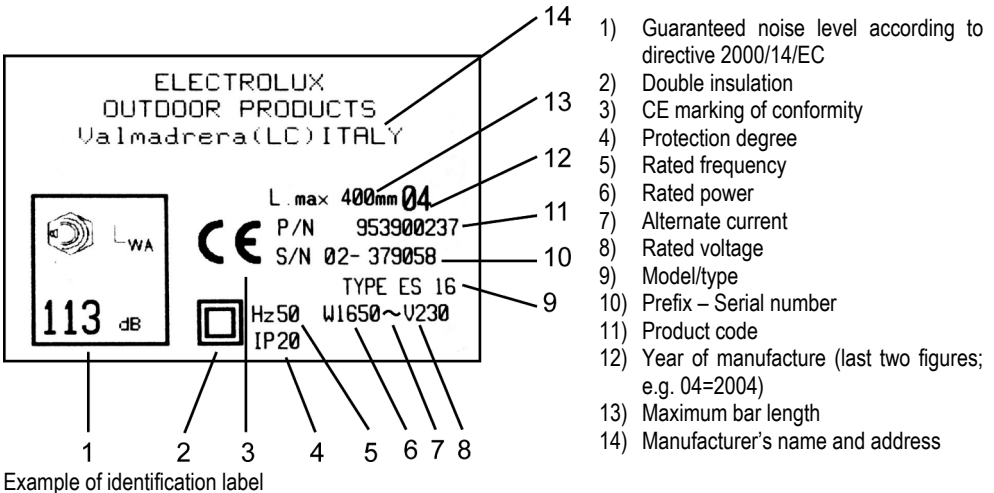 ELECTROLUX
OUTDOOR PRODUCTS
Valmadrera(LC)ITALY
L.max 400mm 04
P/N 953900237
S/N 02- 379058
TYPE ES 16
LWA
113 dB
CE
Hz50 W1650~V230
IP20
14
13
12
11
10
9
1 2 3 4 5 6 7 8
Example of identification label
1) Guaranteed noise level according to
directive 2000/14/EC
2) Double insulation
3) CE marking of conformity
4) Protection degree
5) Rated frequency
6) Rated power
7) Alternate current
8) Rated voltage
9) Model/type
10) Prefix – Serial number
11) Product code
12) Year of manufacture (last two figures;
e.g. 04=2004)
13) Maximum bar length
14) Manufacturer's name and address